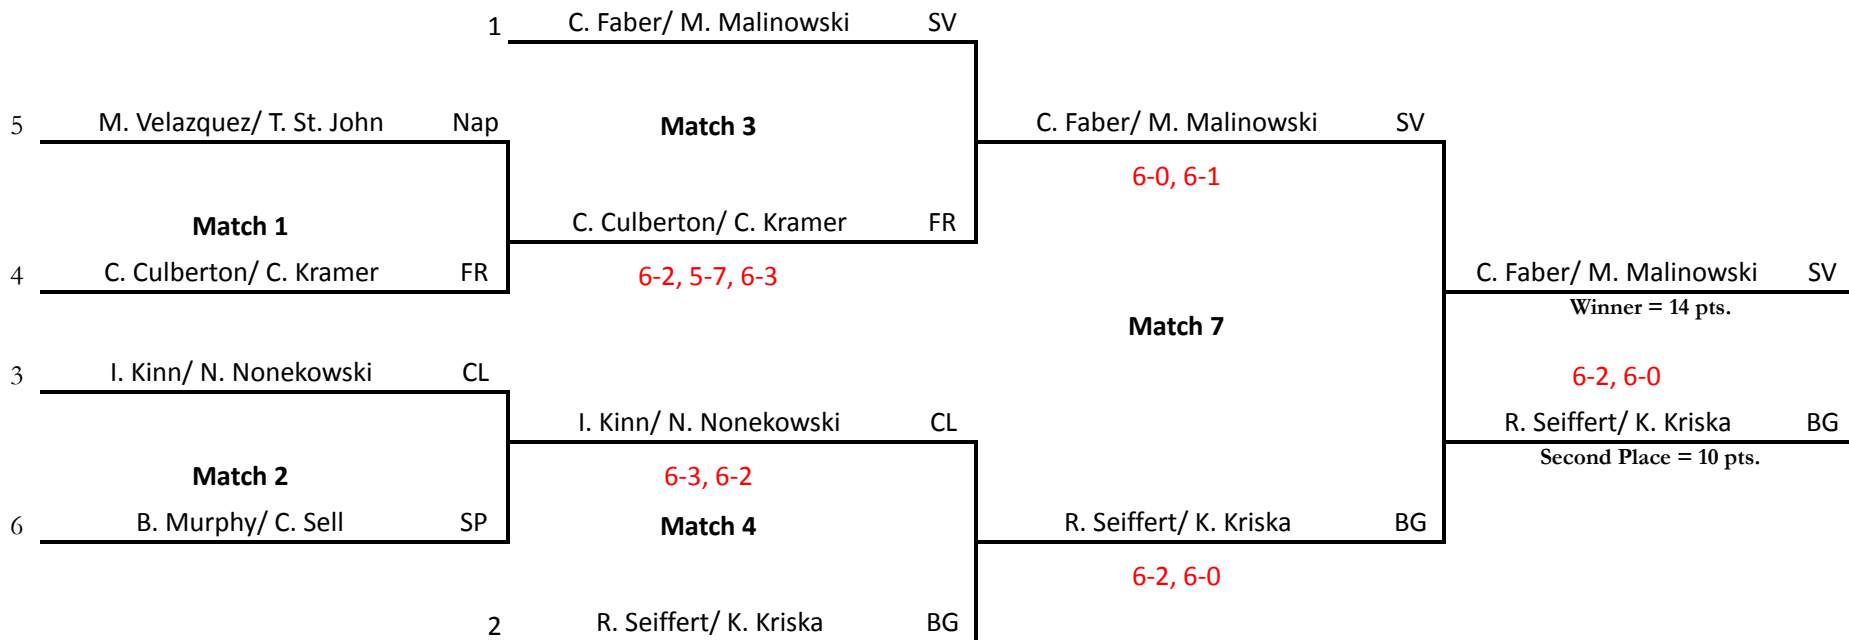 1 C. Faber/ M. Malinowski SV
5 M. Velazquez/ T. St. John Nap
Match 3
C. Faber/ M. Malinowski SV
6-0, 6-1
Match 1
C. Culberton/ C. Kramer FR
4 C. Culberton/ C. Kramer FR
6-2, 5-7, 6-3
C. Faber/ M. Malinowski SV
Winner = 14 pts.
Match 7
3 I. Kinn/ N. Nonekowski CL
6-2, 6-0
I. Kinn/ N. Nonekowski CL
R. Seiffert/ K. Kriska BG
Second Place = 10 pts.
Match 2
6-3, 6-2
6 B. Murphy/ C. Sell SP
Match 4
R. Seiffert/ K. Kriska BG
6-2, 6-0
2 R. Seiffert/ K. Kriska BG